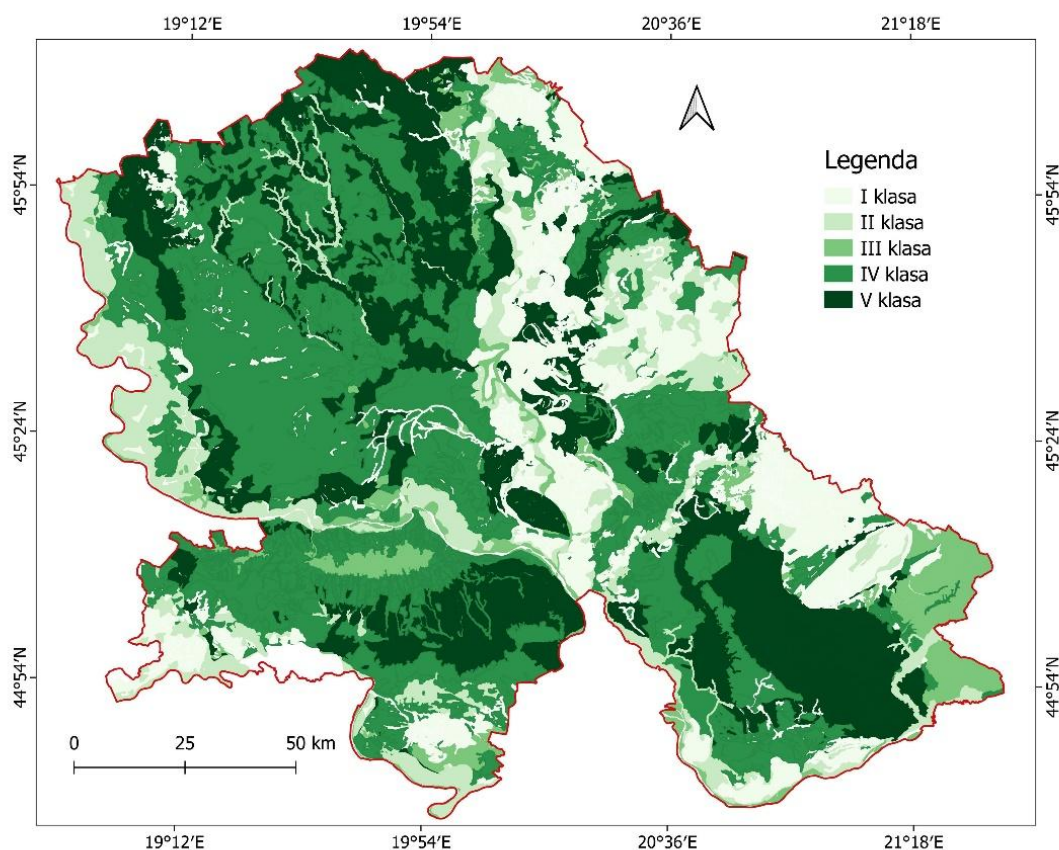 19°12′E 19°54′E 20°36′E 21°18′E
45°54′N 45°54′N
Legenda
I klasa
II klasa
III klasa
IV klasa
V klasa
45°24′N 45°24′N
44°54′N 44°54′N
0 25 50 km
19°12′E 19°54′E 20°36′E 21°18′E